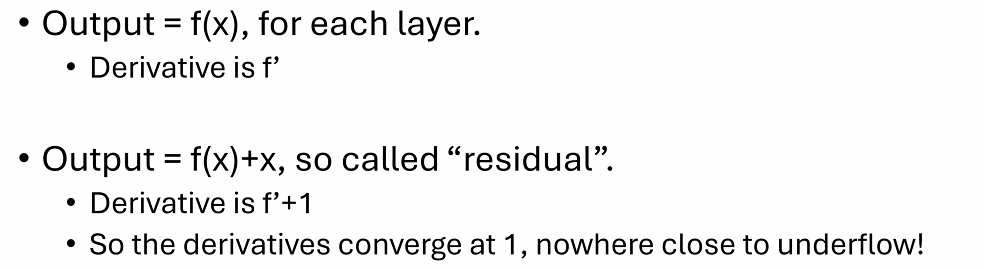 • Output = f(x), for each layer.
• Derivative is f’
• Output = f(x)+x, so called “residual”.
• Derivative is f’+1
• So the derivatives converge at 1, nowhere close to underflow!